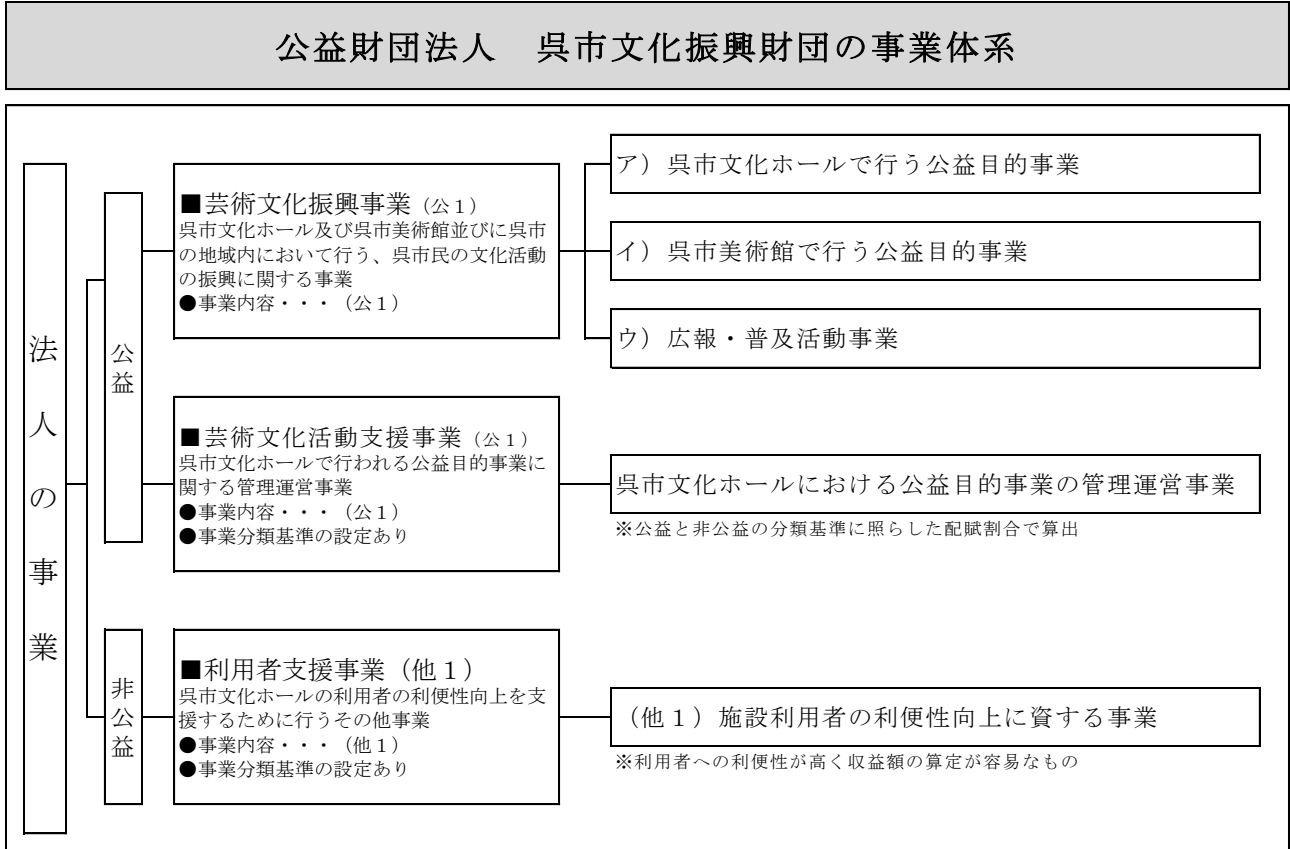 公益財団法人　呉市文化振興財団の事業体系
法人の事業
公益
■芸術文化振興事業（公１）
呉市文化ホール及び呉市美術館並びに呉市
の地域内において行う、呉市民の文化活動
の振興に関する事業
●事業内容・・・（公１）
ア）呉市文化ホールで行う公益目的事業
イ）呉市美術館で行う公益目的事業
ウ）広報・普及活動事業
■芸術文化活動支援事業（公１）
呉市文化ホールで行われる公益目的事業に
関する管理運営事業
●事業内容・・・（公１）
●事業分類基準の設定あり
呉市文化ホールにおける公益目的事業の管理運営事業
※公益と非公益の分類基準に照らした配賦割合で算出
非公益
■利用者支援事業（他１）
呉市文化ホールの利用者の利便性向上を支
援するために行うその他事業
●事業内容・・・（他１）
●事業分類基準の設定あり
（他１）施設利用者の利便性向上に資する事業
※利用者への利便性が高く収益額の算定が容易なもの